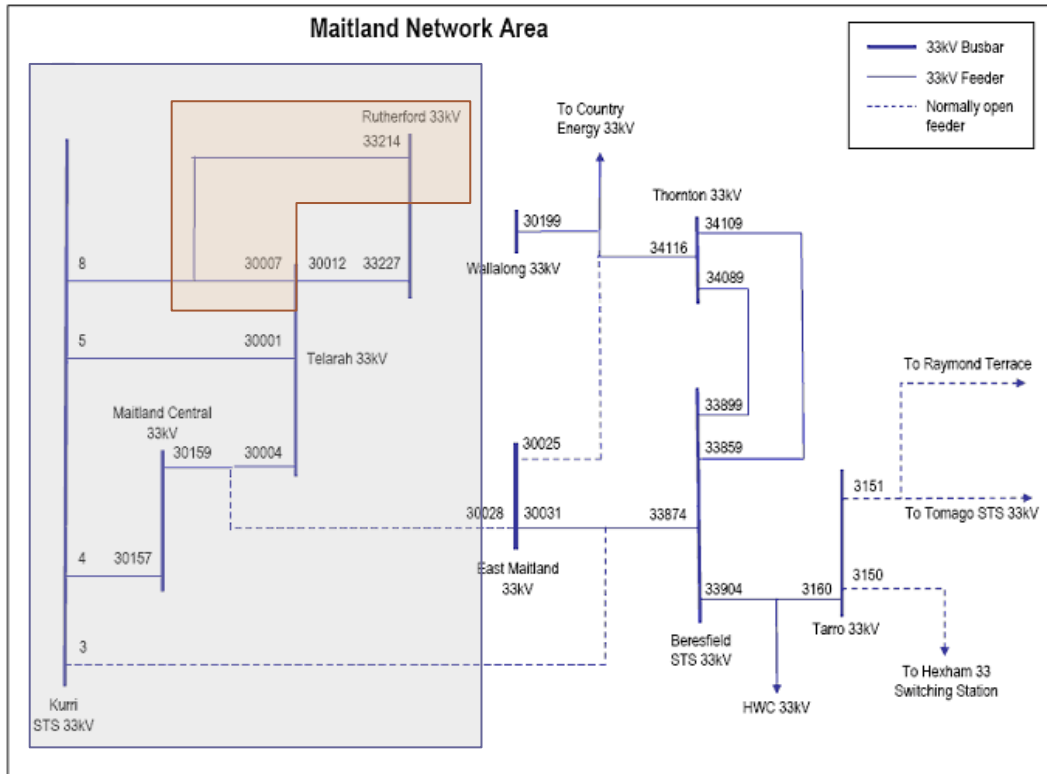 Maitland Network Area
33kV Busbar
33kV Feeder
Normally open
feeder
Rutherford 33kV
33214
To Country
Energy 33kV
Thornton 33kV
30199
34109
Wallalong 33kV
34116
34089
8
30007
30012
33227
5
30001
Telarah 33kV
To Raymond Terrace
Maitland Central
33kV
33899
30159
30004
30025
33859
3151
To Tomago STS 33kV
30028
30031
33874
4
30157
East Maitland
33kV
3150
33904
3160
3
Beresfield
STS 33kV
Tarro 33kV
To Hexham 33
Switching Station
Kurri
STS 33kV
HWC 33kV